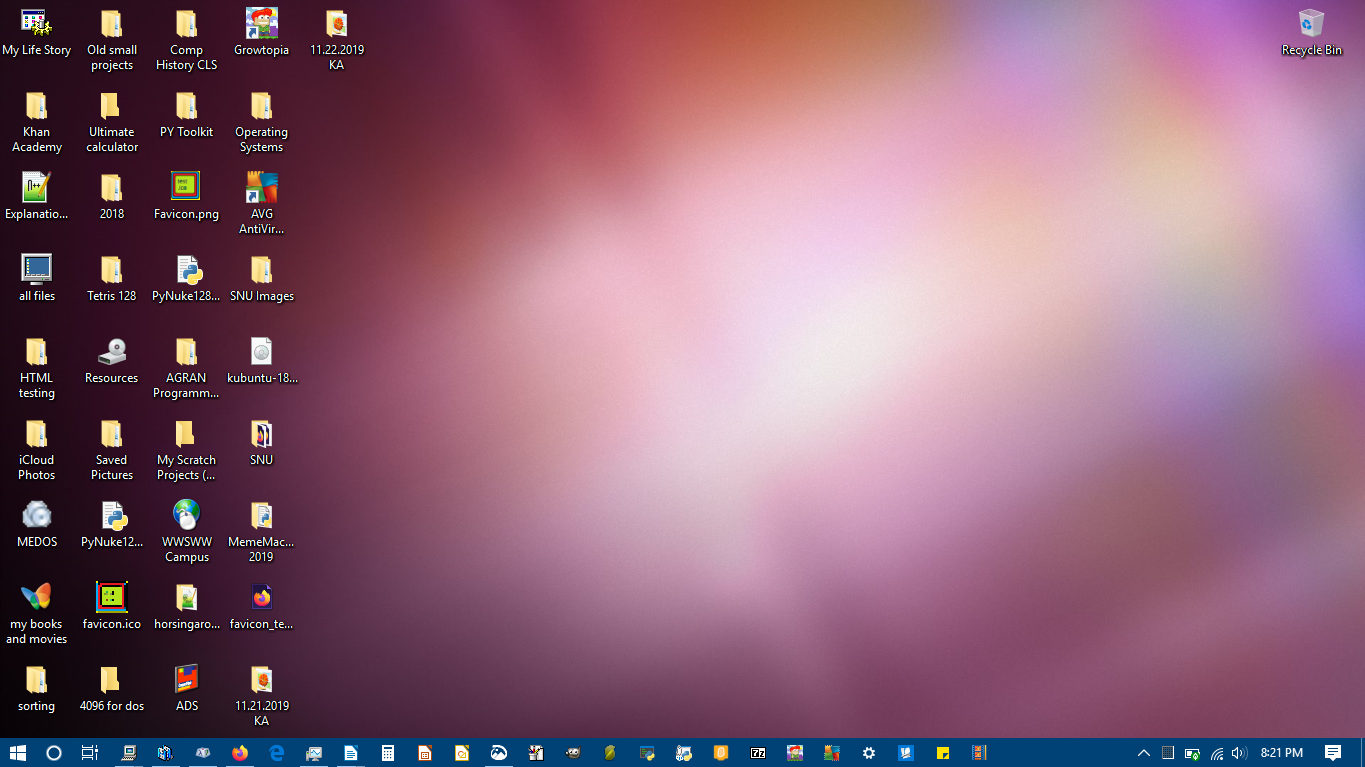 My Life Story
Old small
projects
Comp
History CLS
Growtopia
11.22.2019
KA
Recycle Bin
Khan
Academy
Ultimate
calculator
PY Toolkit
Operating
Systems
Explanatio...
2018
Favicon.png
AVG
AntiVir...
all files
Tetris 128
PyNuke128...
SNU Images
HTML
testing
Resources
AGRAN
Programm...
kubuntu-18...
iCloud
Photos
Saved
Pictures
My Scratch
Projects (...
SNU
MEDOS
PyNuke12...
WWSWW
Campus
MemeMac...
2019
my books
and movies
favicon.ico
horsingaro...
favicon_te...
sorting
4096 for dos
ADS
11.21.2019
KA
8:21 PM